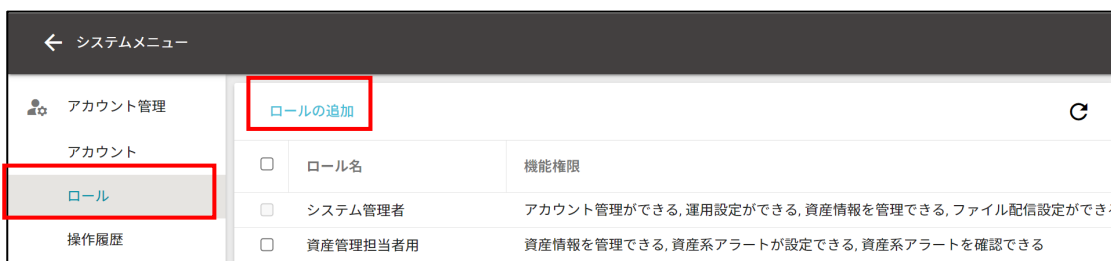 システムメニュー
アカウント管理
アカウント
ロール
操作履歴
ロールの追加
ロール名 機能権限
システム管理者 アカウント管理ができる, 運用設定ができる, 資産情報を管理できる, ファイル配信設定ができ
資産管理担当者用 資産情報を管理できる, 資産系アラートが設定できる, 資産系アラートを確認できる